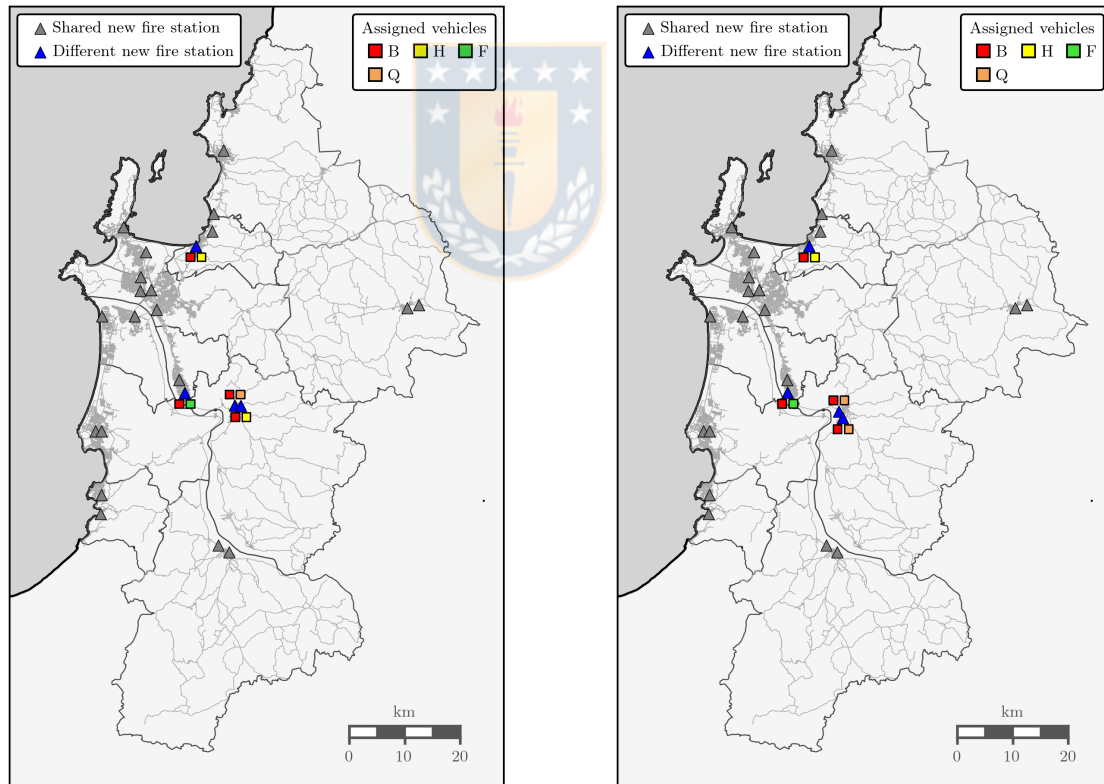 Shared new fire station
Different new fire station
Assigned vehicles
B H F
Q
km
0 10 20
Shared new fire station
Different new fire station
Assigned vehicles
B H F
Q
km
0 10 20